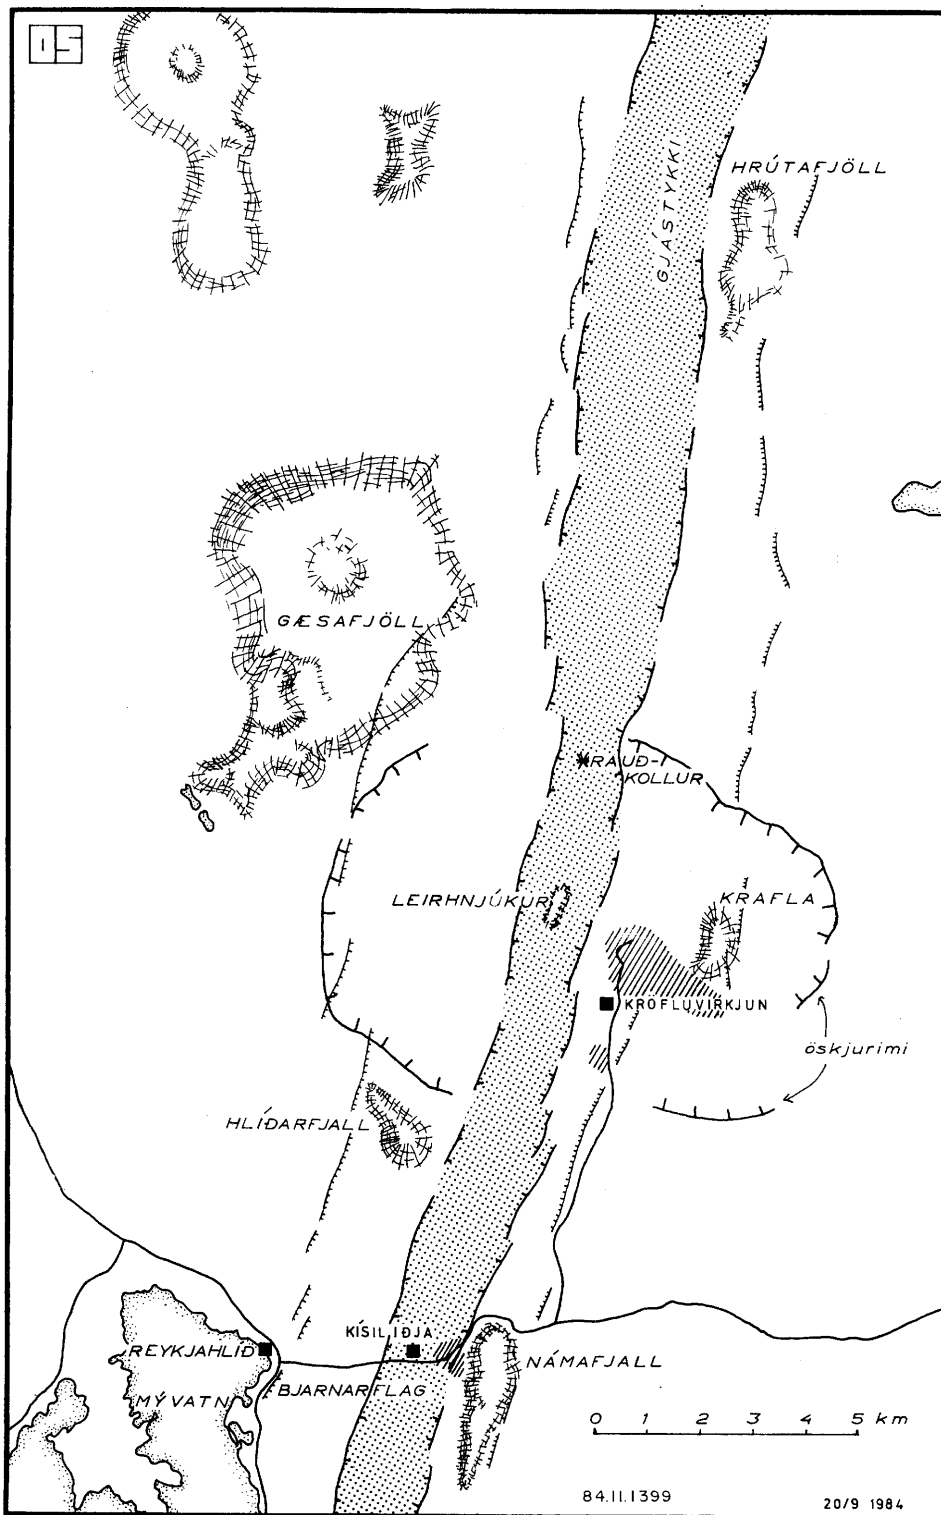 OS
HRÚTAFJÖLL
GJÁSTYKKI
GÆSAFJÖLL
RAUÐ-
KOLLUR
LEIRHNJÚKUR
KRAFLA
KRÖFLUVIRKJUN
öskjurimi
HLÍÐARFJALL
KÍSILIÐJA
REYKJAHLIÐ
NÁMAFJALL
BJARNARFLAG
MÝVATN
0 1 2 3 4 5 km
84.11.1399
20/9 1984